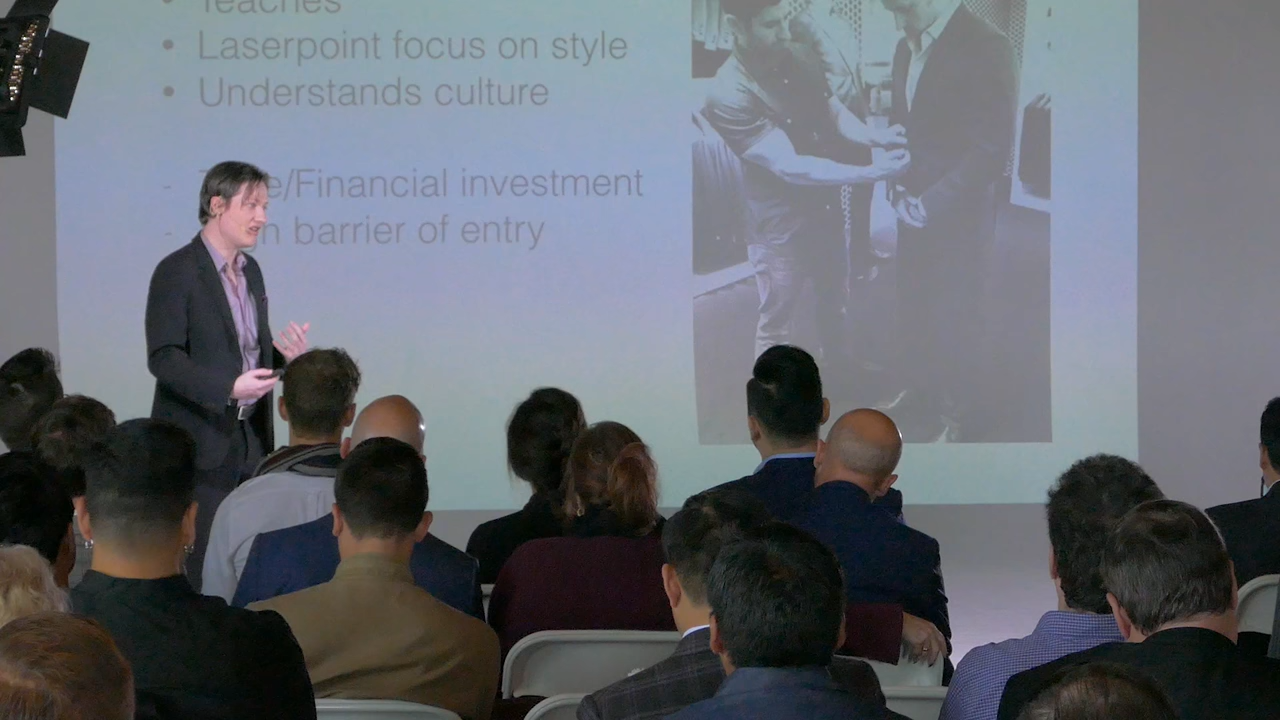 Teaches
• Laserpoint focus on style
• Understands culture
- /Financial investment
- barrier of entry